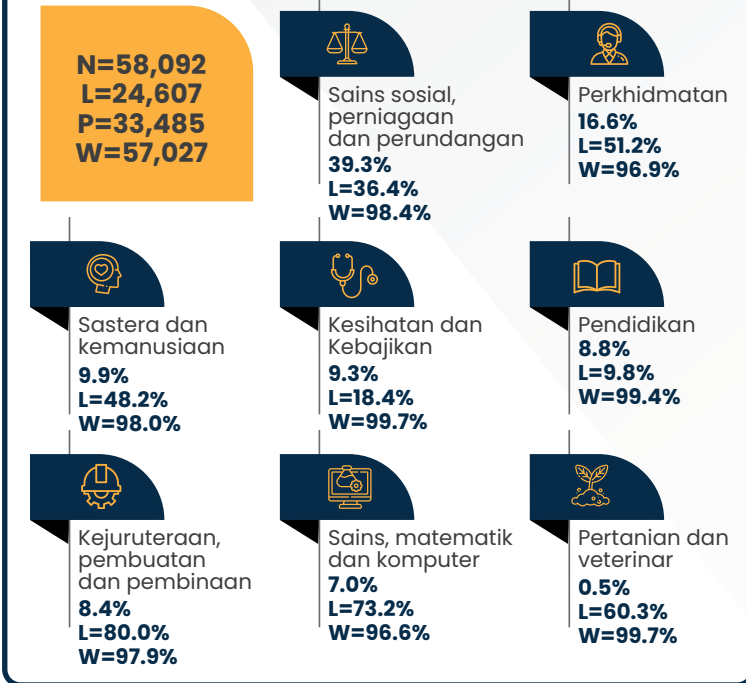 N=58,092
L=24,607
P=33,485
W=57,027
Sains sosial,
perniagaan
dan perundangan
39.3%
L=36.4%
W=98.4%
Perkhidmatan
16.6%
L=51.2%
W=96.9%
Sastera dan
kemanusiaan
9.9%
L=48.2%
W=98.0%
Kesihatan dan
Kebajikan
9.3%
L=18.4%
W=99.7%
Pendidikan
8.8%
L=9.8%
W=99.4%
Kejuruteraan,
pembuatan
dan pembinaan
8.4%
L=80.0%
W=97.9%
Sains, matematik
dan komputer
7.0%
L=73.2%
W=96.6%
Pertanian dan
veterinar
0.5%
L=60.3%
W=99.7%